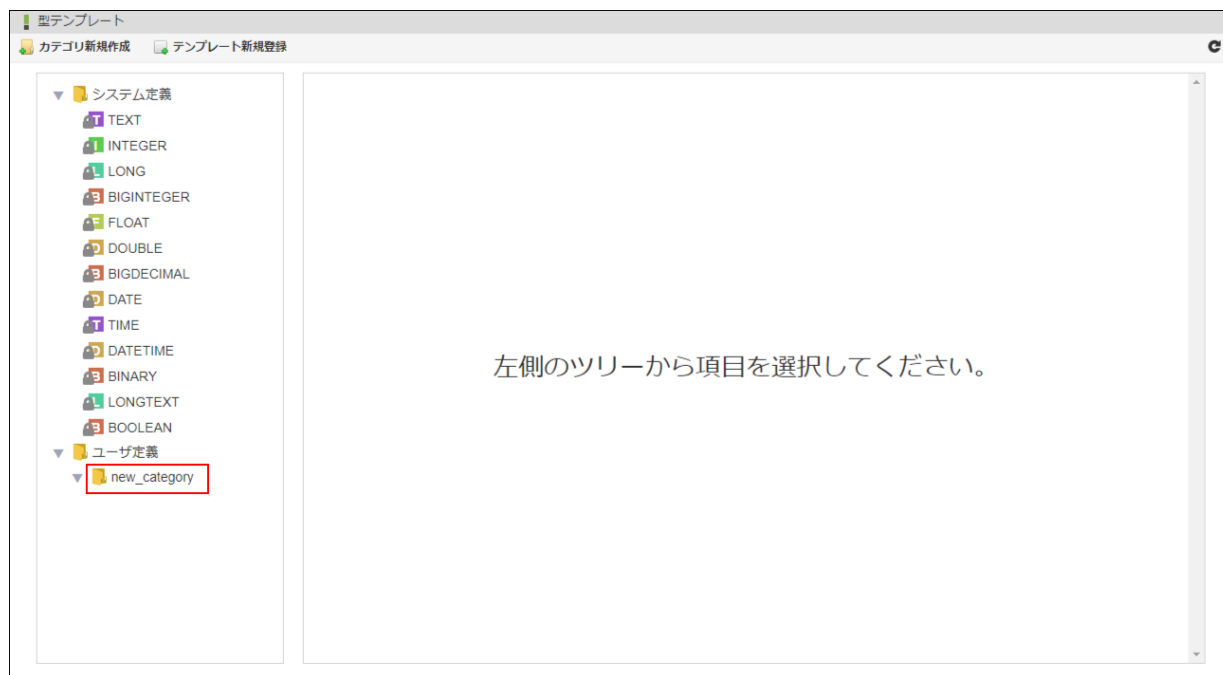 型テンプレート
カテゴリ新規作成 テンプレート新規登録
システム定義
TEXT
INTEGER
LONG
BIGINTEGER
FLOAT
DOUBLE
BIGDECIMAL
DATE
TIME
DATETIME
BINARY
LONGTEXT
BOOLEAN
ユーザ定義
new_category
左側のツリーから項目を選択してください。